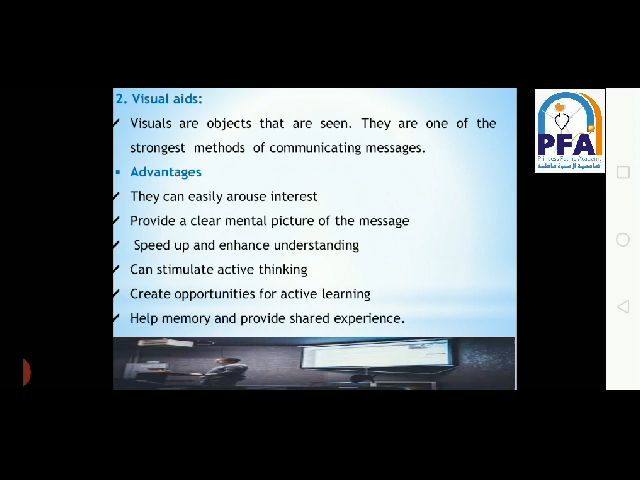 2. Visual aids:
Visuals are objects that are seen. They are one of the
strongest methods of communicating messages.
Advantages
They can easily arouse interest
Provide a clear mental picture of the message
Speed up and enhance understanding
Can stimulate active thinking
Create opportunities for active learning
Help memory and provide shared experience.
PFA